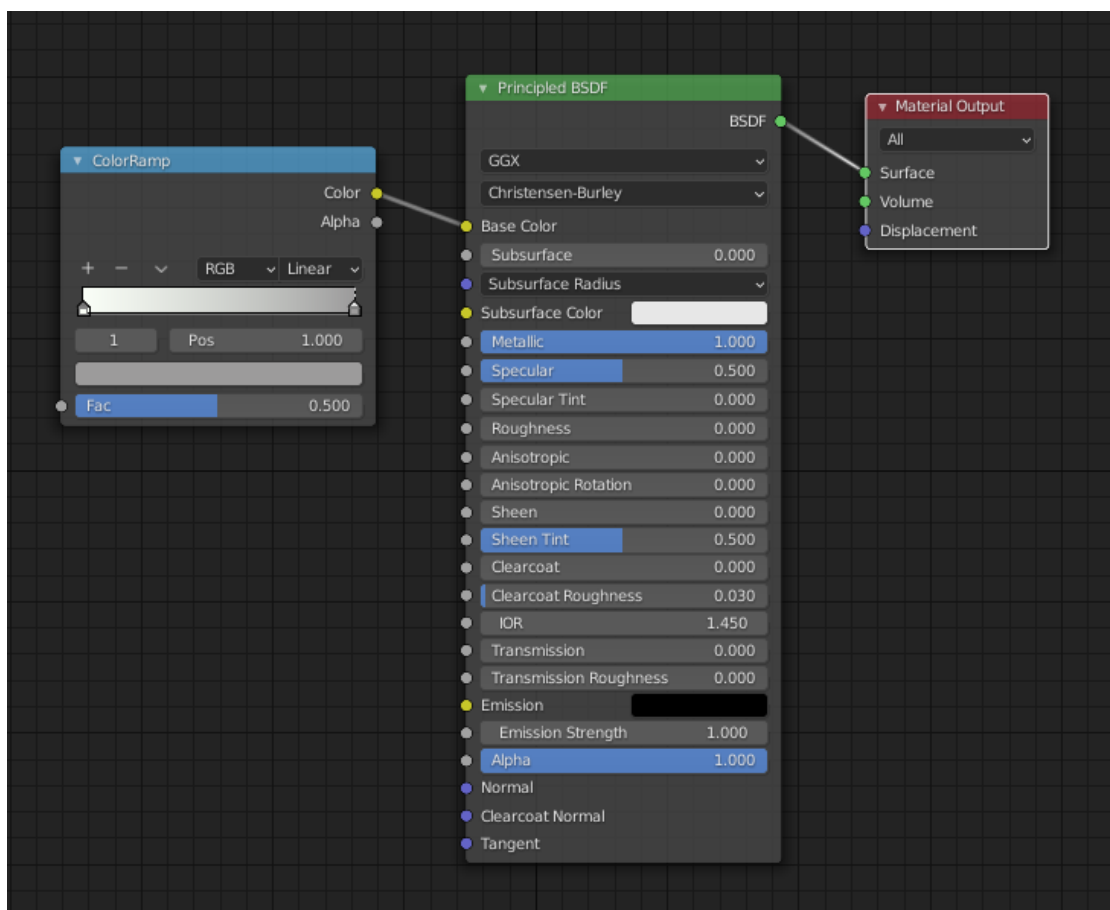 ColorRamp
Color
Alpha
RGB Linear
1 Pos 1.000
Fac 0.500
Principled BSDF
BSDF
GGX
Christensen-Burley
Base Color
Subsurface 0.000
Subsurface Radius
Subsurface Color
Metallic 1.000
Specular 0.500
Specular Tint 0.000
Roughness 0.000
Anisotropic 0.000
Anisotropic Rotation 0.000
Sheen 0.000
Sheen Tint 0.500
Clearcoat 0.000
Clearcoat Roughness 0.030
IOR 1.450
Transmission 0.000
Transmission Roughness 0.000
Emission
Emission Strength 1.000
Alpha 1.000
Normal
Clearcoat Normal
Tangent
Material Output
All
Surface
Volume
Displacement